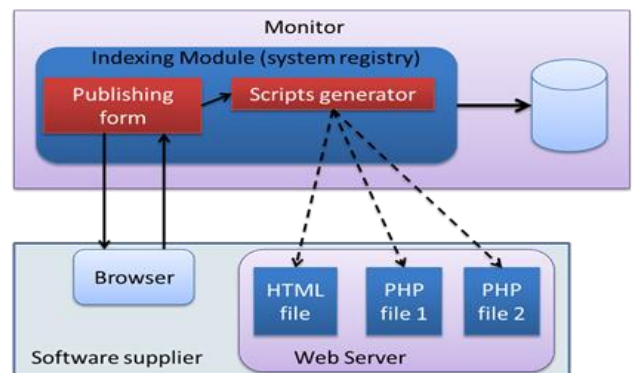 Monitor
Indexing Module (system registry)
Publishing
form
Scripts generator
Browser
HTML
file
PHP
file 1
PHP
file 2
Software supplier
Web Server